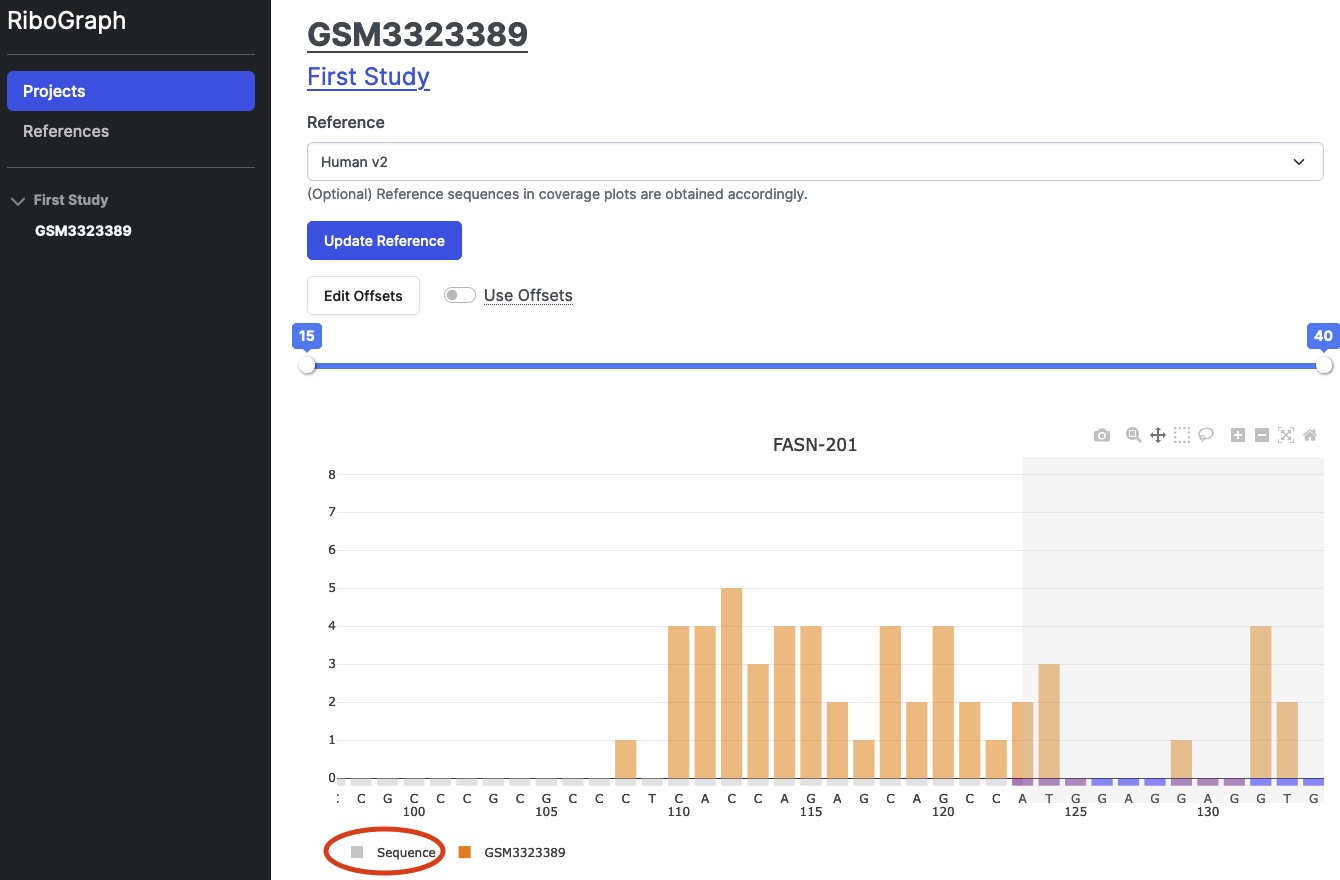 RiboGraph
Projects
References
First Study
GSM3323389
GSM3323389
First Study
Reference
Human v2
(Optional) Reference sequences in coverage plots are obtained accordingly.
Update Reference
Edit Offsets Use Offsets
15 40
FASN-201
8
7
6
5
4
3
2
1
0
C G C C C G C G C C C T C A C C A G A G C A G C C A T G G A G G A G G T G
100 105 110 115 120 125 130
Sequence GSM3323389